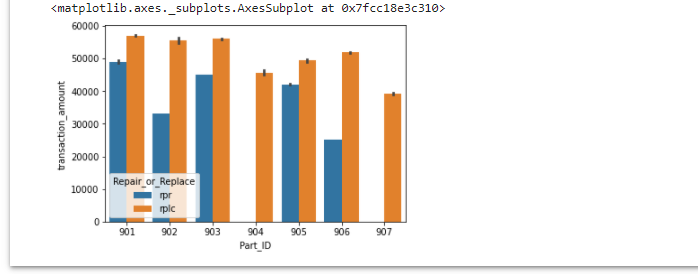 <matplotlib.axes._subplots.AxesSubplot at 0x7fcc18e3c310>
60000
50000
40000
30000
20000
10000
0
transaction_amount
Repair_or_Replace
rpr
rplc
901 902 903 904 905 906 907
Part_ID